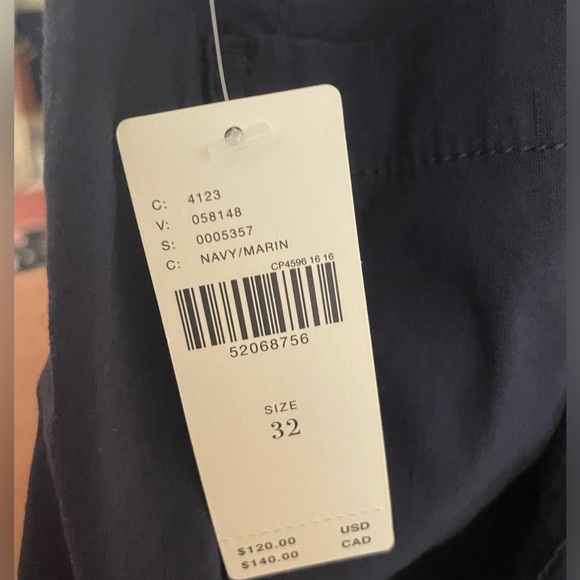 C: 4123
V: 058148
S: 0005357
C: NAVY/MARIN
CP4596 16 16
52068756
SIZE
32
$120.00 USD
$140.00 CAD